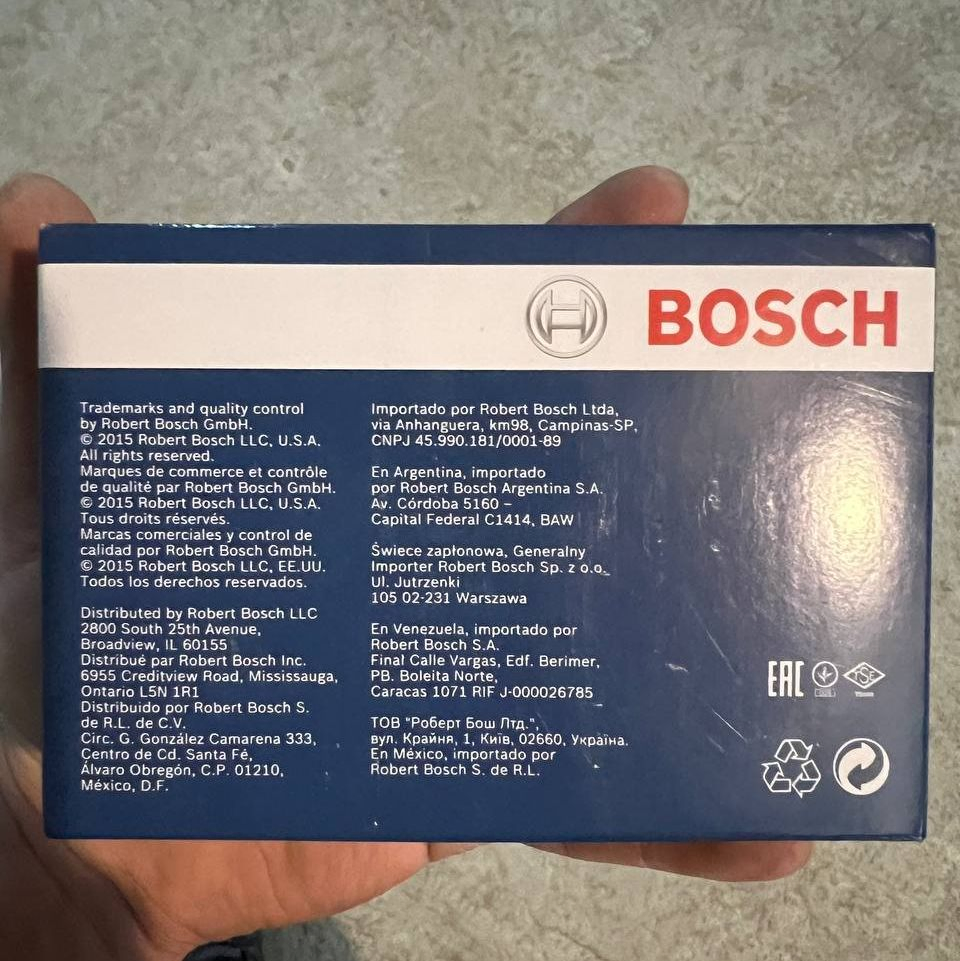 BOSCH
Trademarks and quality control
by Robert Bosch GmbH.
© 2015 Robert Bosch LLC, U.S.A.
All rights reserved.
Marques de commerce et contrôle
de qualité par Robert Bosch GmbH.
© 2015 Robert Bosch LLC, U.S.A.
Tous droits réservés.
Marcas comerciales y control de
calidad por Robert Bosch GmbH.
© 2015 Robert Bosch LLC, EE.UU.
Todos los derechos reservados.
Distributed by Robert Bosch LLC
2800 South 25th Avenue,
Broadview, IL 60155
Distribué par Robert Bosch Inc.
6955 Creditview Road, Mississauga,
Ontario L5N 1R1
Distribuido por Robert Bosch S.
de R.L. de C.V.
Circ. G. González Camarena 333,
Centro de Cd. Santa Fé,
Álvaro Obregón, C.P. 01210,
México, D.F.
Importado por Robert Bosch Ltda,
via Anhanguera, km98, Campinas-SP,
CNPJ 45.990.181/0001-89
En Argentina, importado
por Robert Bosch Argentina S.A.
Av. Córdoba 5160 –
Capital Federal C1414, BAW
Świece zapłonowa, Generalny
Importer Robert Bosch Sp. z o.o.
Ul. Jutrzenki
105 02-231 Warszawa
En Venezuela, importado por
Robert Bosch S.A.
Final Calle Vargas, Edf. Berimer,
PB. Boleita Norte,
Caracas 1071 RIF J-000026785
ТОВ "Роберт Бош Лтд.",
вул. Крайня, 1, Київ, 02660, Україна.
En México, importado por
Robert Bosch S. de R.L.
EAC
TSE